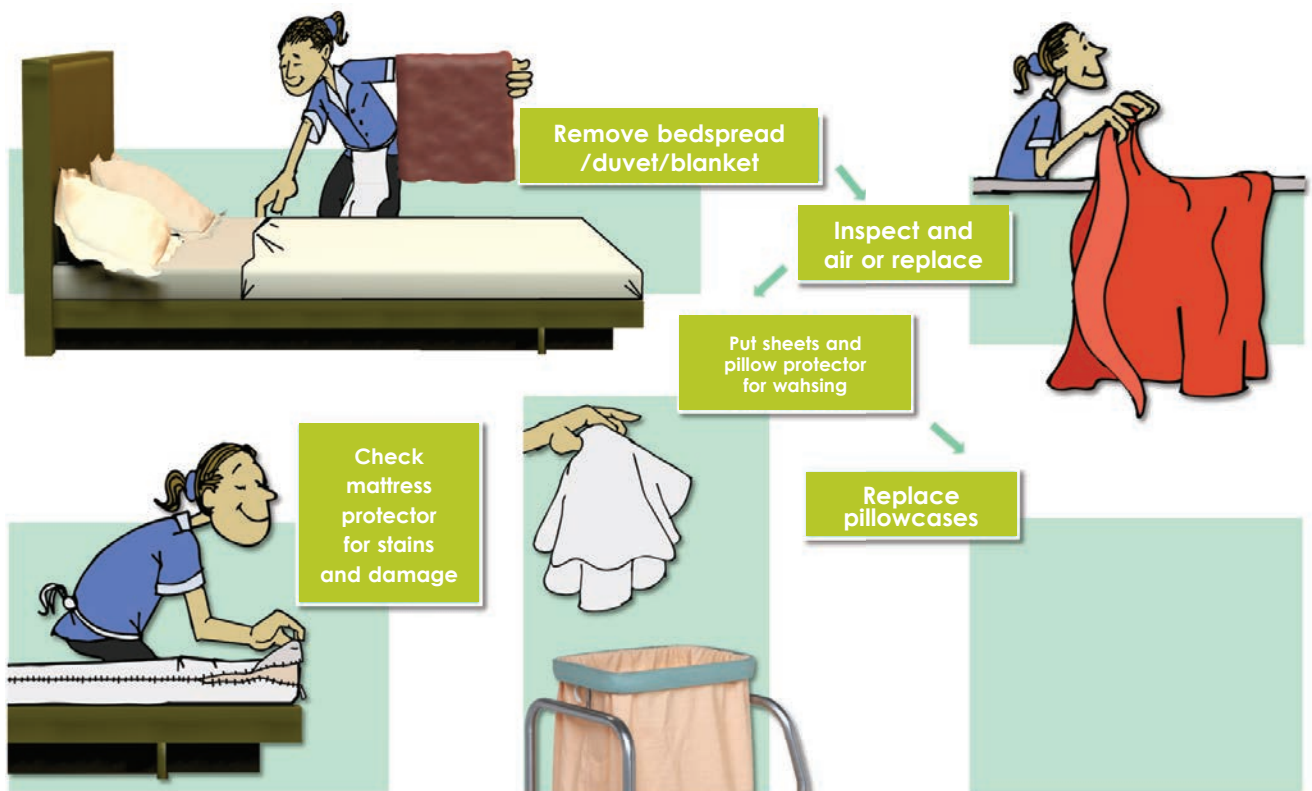 Remove bedspread
/duvet/blanket
Inspect and
air or replace
Put sheets and
pillow protector
for wahsing
Replace
pillowcases
Check
mattress
protector
for stains
and damage